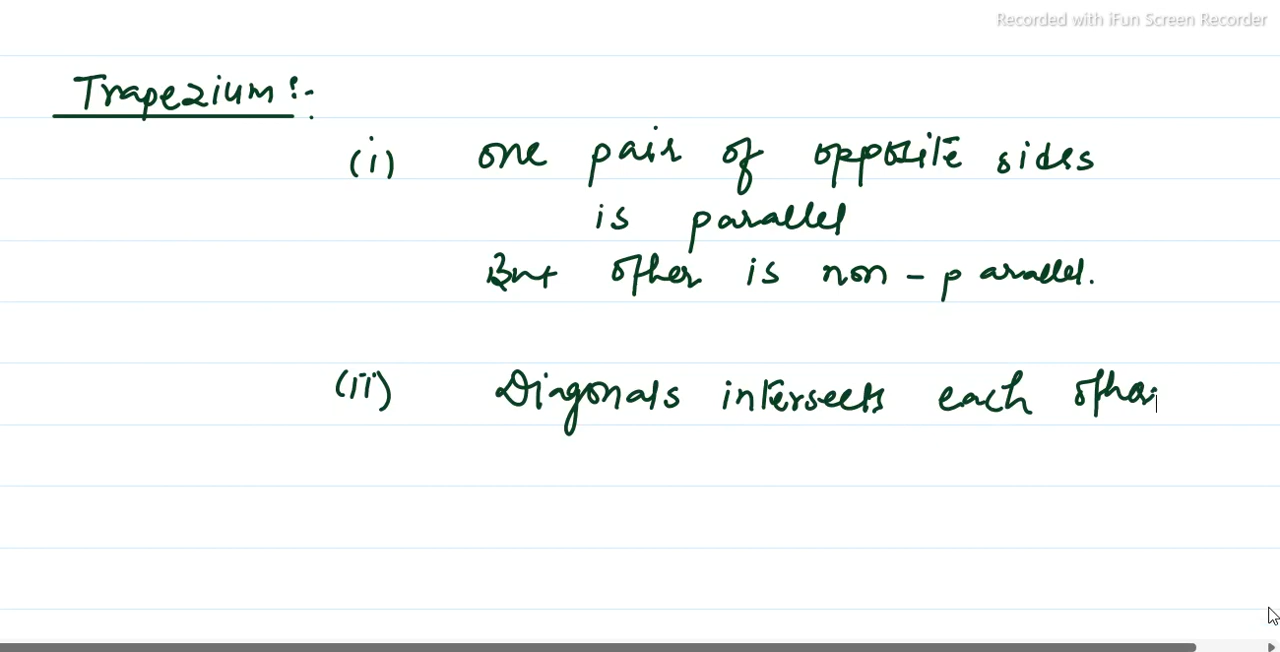 Recorded with iFun Screen Recorder
Trapezium :-
(i) one pair of opposite sides
is parallel
But other is non - parallel.
(ii) Diagonals intersects each